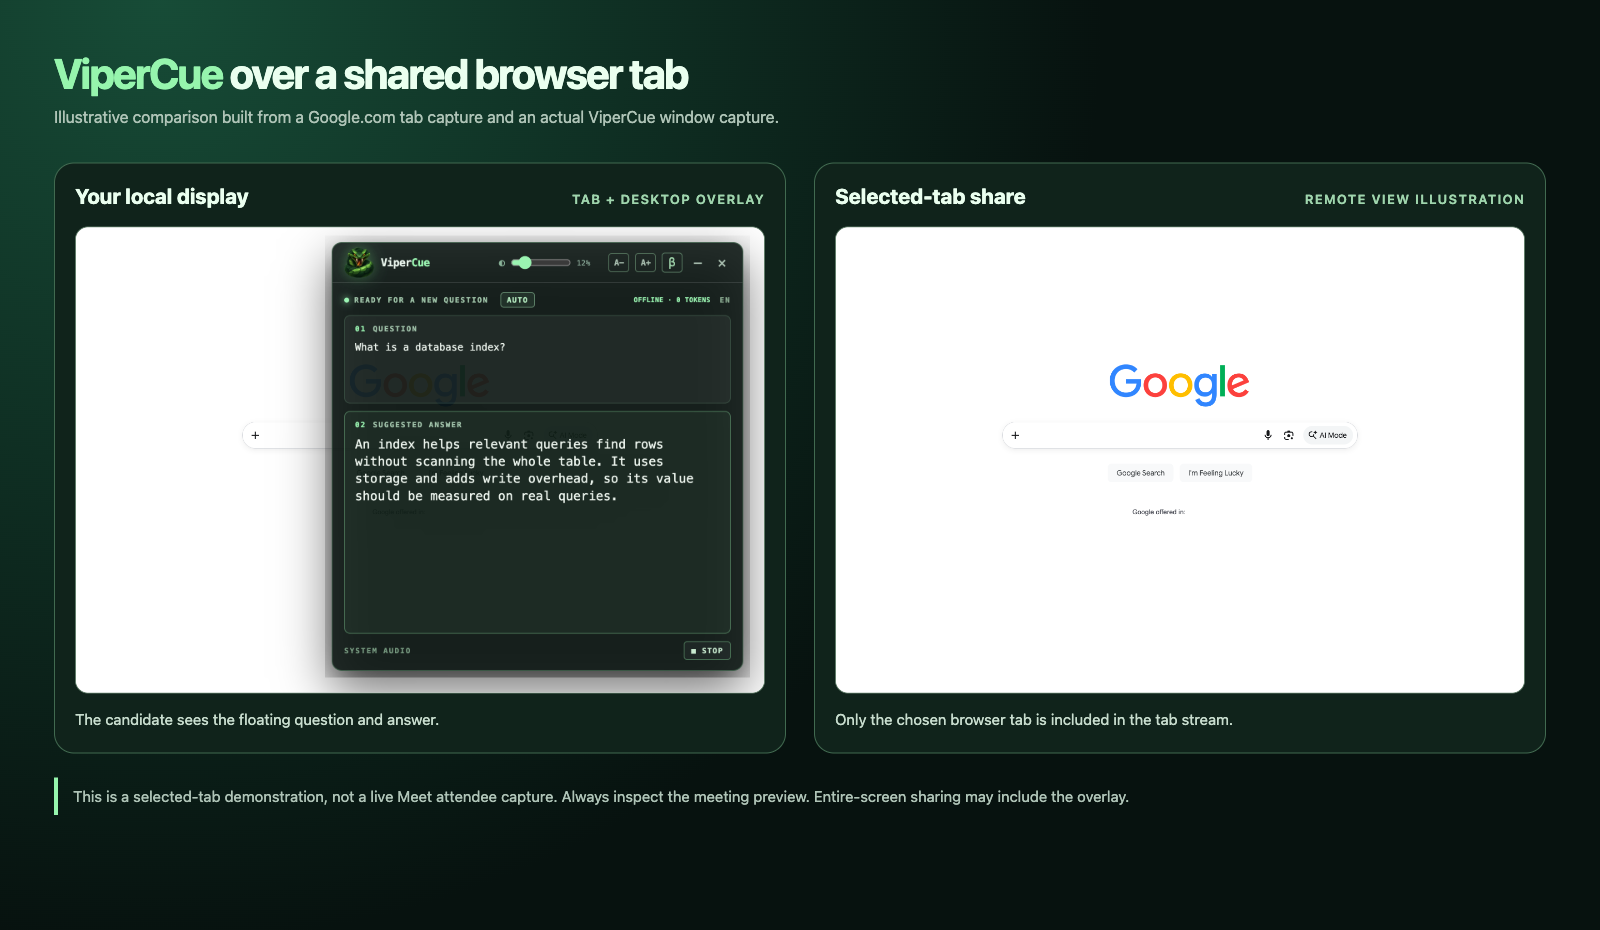 ViperCue over a shared browser tab
Illustrative comparison built from a Google.com tab capture and an actual ViperCue window capture.
Your local display
TAB + DESKTOP OVERLAY
ViperCue
12%
A−
A+
β
READY FOR A NEW QUESTION
AUTO
OFFLINE · 0 TOKENS
EN
01 QUESTION
What is a database index?
Google
02 SUGGESTED ANSWER
An index helps relevant queries find rows
without scanning the whole table. It uses
storage and adds write overhead, so its value
should be measured on real queries.
SYSTEM AUDIO
STOP
The candidate sees the floating question and answer.
Selected-tab share
REMOTE VIEW ILLUSTRATION
Google
AI Mode
Google Search
I'm Feeling Lucky
Google offered in:
Only the chosen browser tab is included in the tab stream.
This is a selected-tab demonstration, not a live Meet attendee capture. Always inspect the meeting preview. Entire-screen sharing may include the overlay.